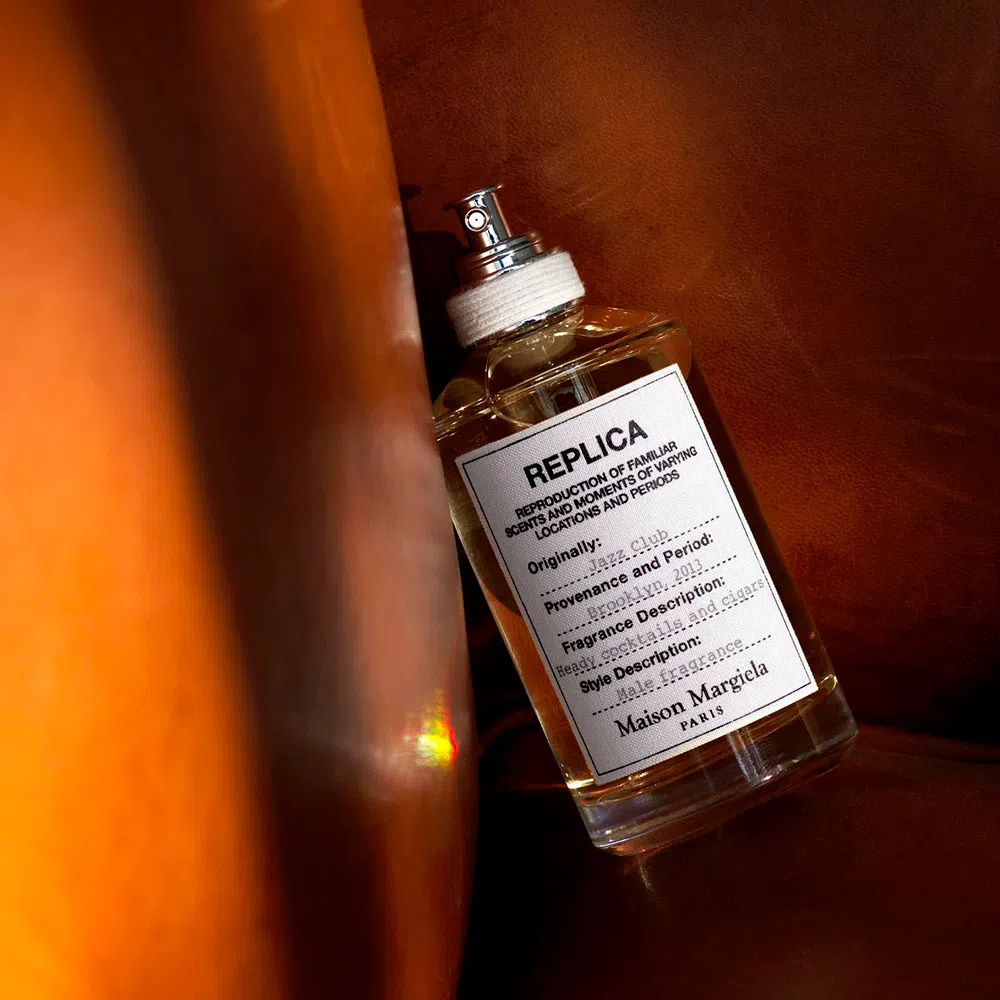 REPLICA
REPRODUCTION OF FAMILIAR
SCENTS AND MOMENTS OF VARYING
LOCATIONS AND PERIODS
Originally:
Jazz Club
Provenance and Period:
Brooklyn, 2013
Fragrance Description:
Heady cocktails and cigars
Style Description:
Male fragrance
Maison Margiela
PARIS